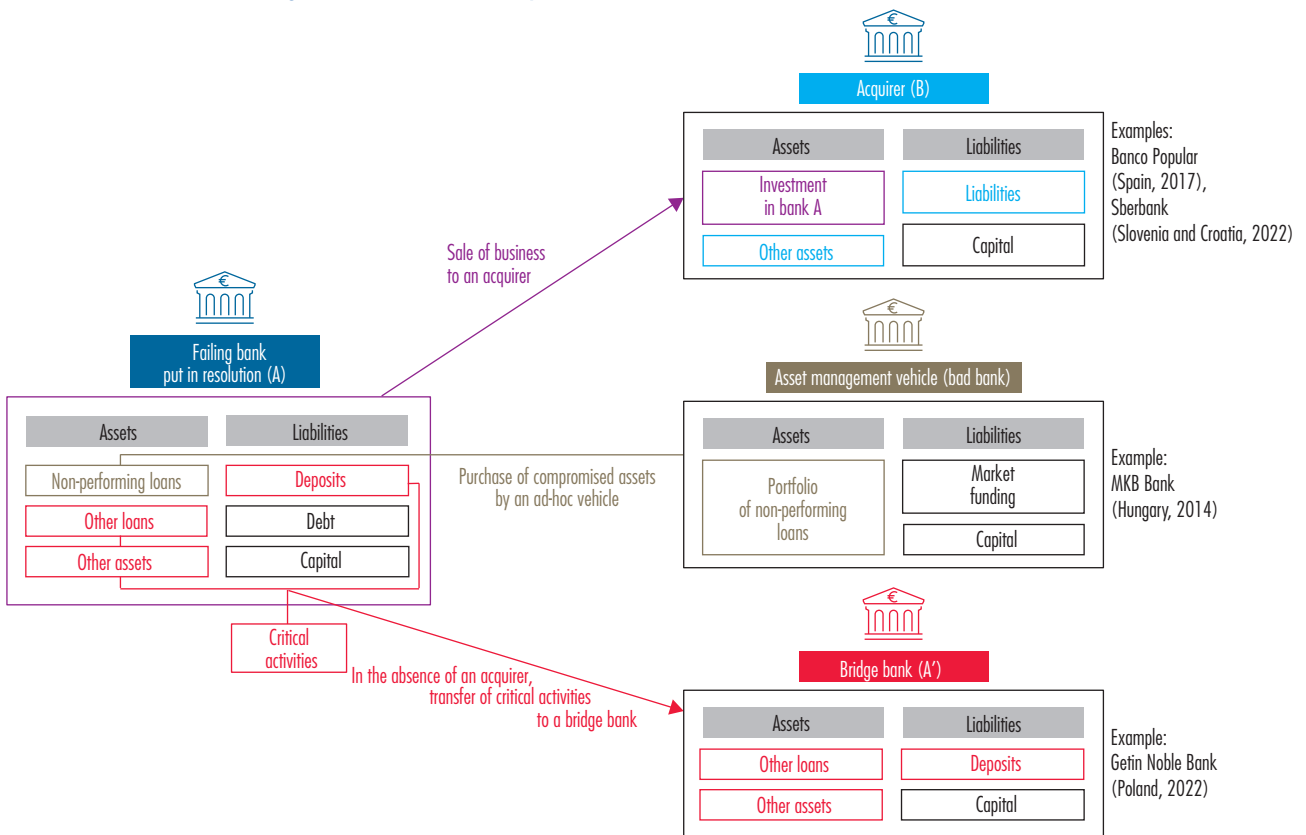 €
Acquirer (B)
Assets
Liabilities
Investment
in bank A
Liabilities
Other assets
Capital
Examples:
Banco Popular
(Spain, 2017),
Sberbank
(Slovenia and Croatia, 2022)
Sale of business
to an acquirer
€
Failing bank
put in resolution (A)
Assets
Liabilities
Non-performing loans
Deposits
Other loans
Debt
Other assets
Capital
Critical
activities
€
Asset management vehicle (bad bank)
Purchase of compromised assets
by an ad-hoc vehicle
Assets
Liabilities
Portfolio
of non-performing
loans
Market
funding
Capital
Example:
MKB Bank
(Hungary, 2014)
In the absence of an acquirer,
transfer of critical activities
to a bridge bank
€
Bridge bank (A’)
Assets
Liabilities
Other loans
Deposits
Other assets
Capital
Example:
Getin Noble Bank
(Poland, 2022)